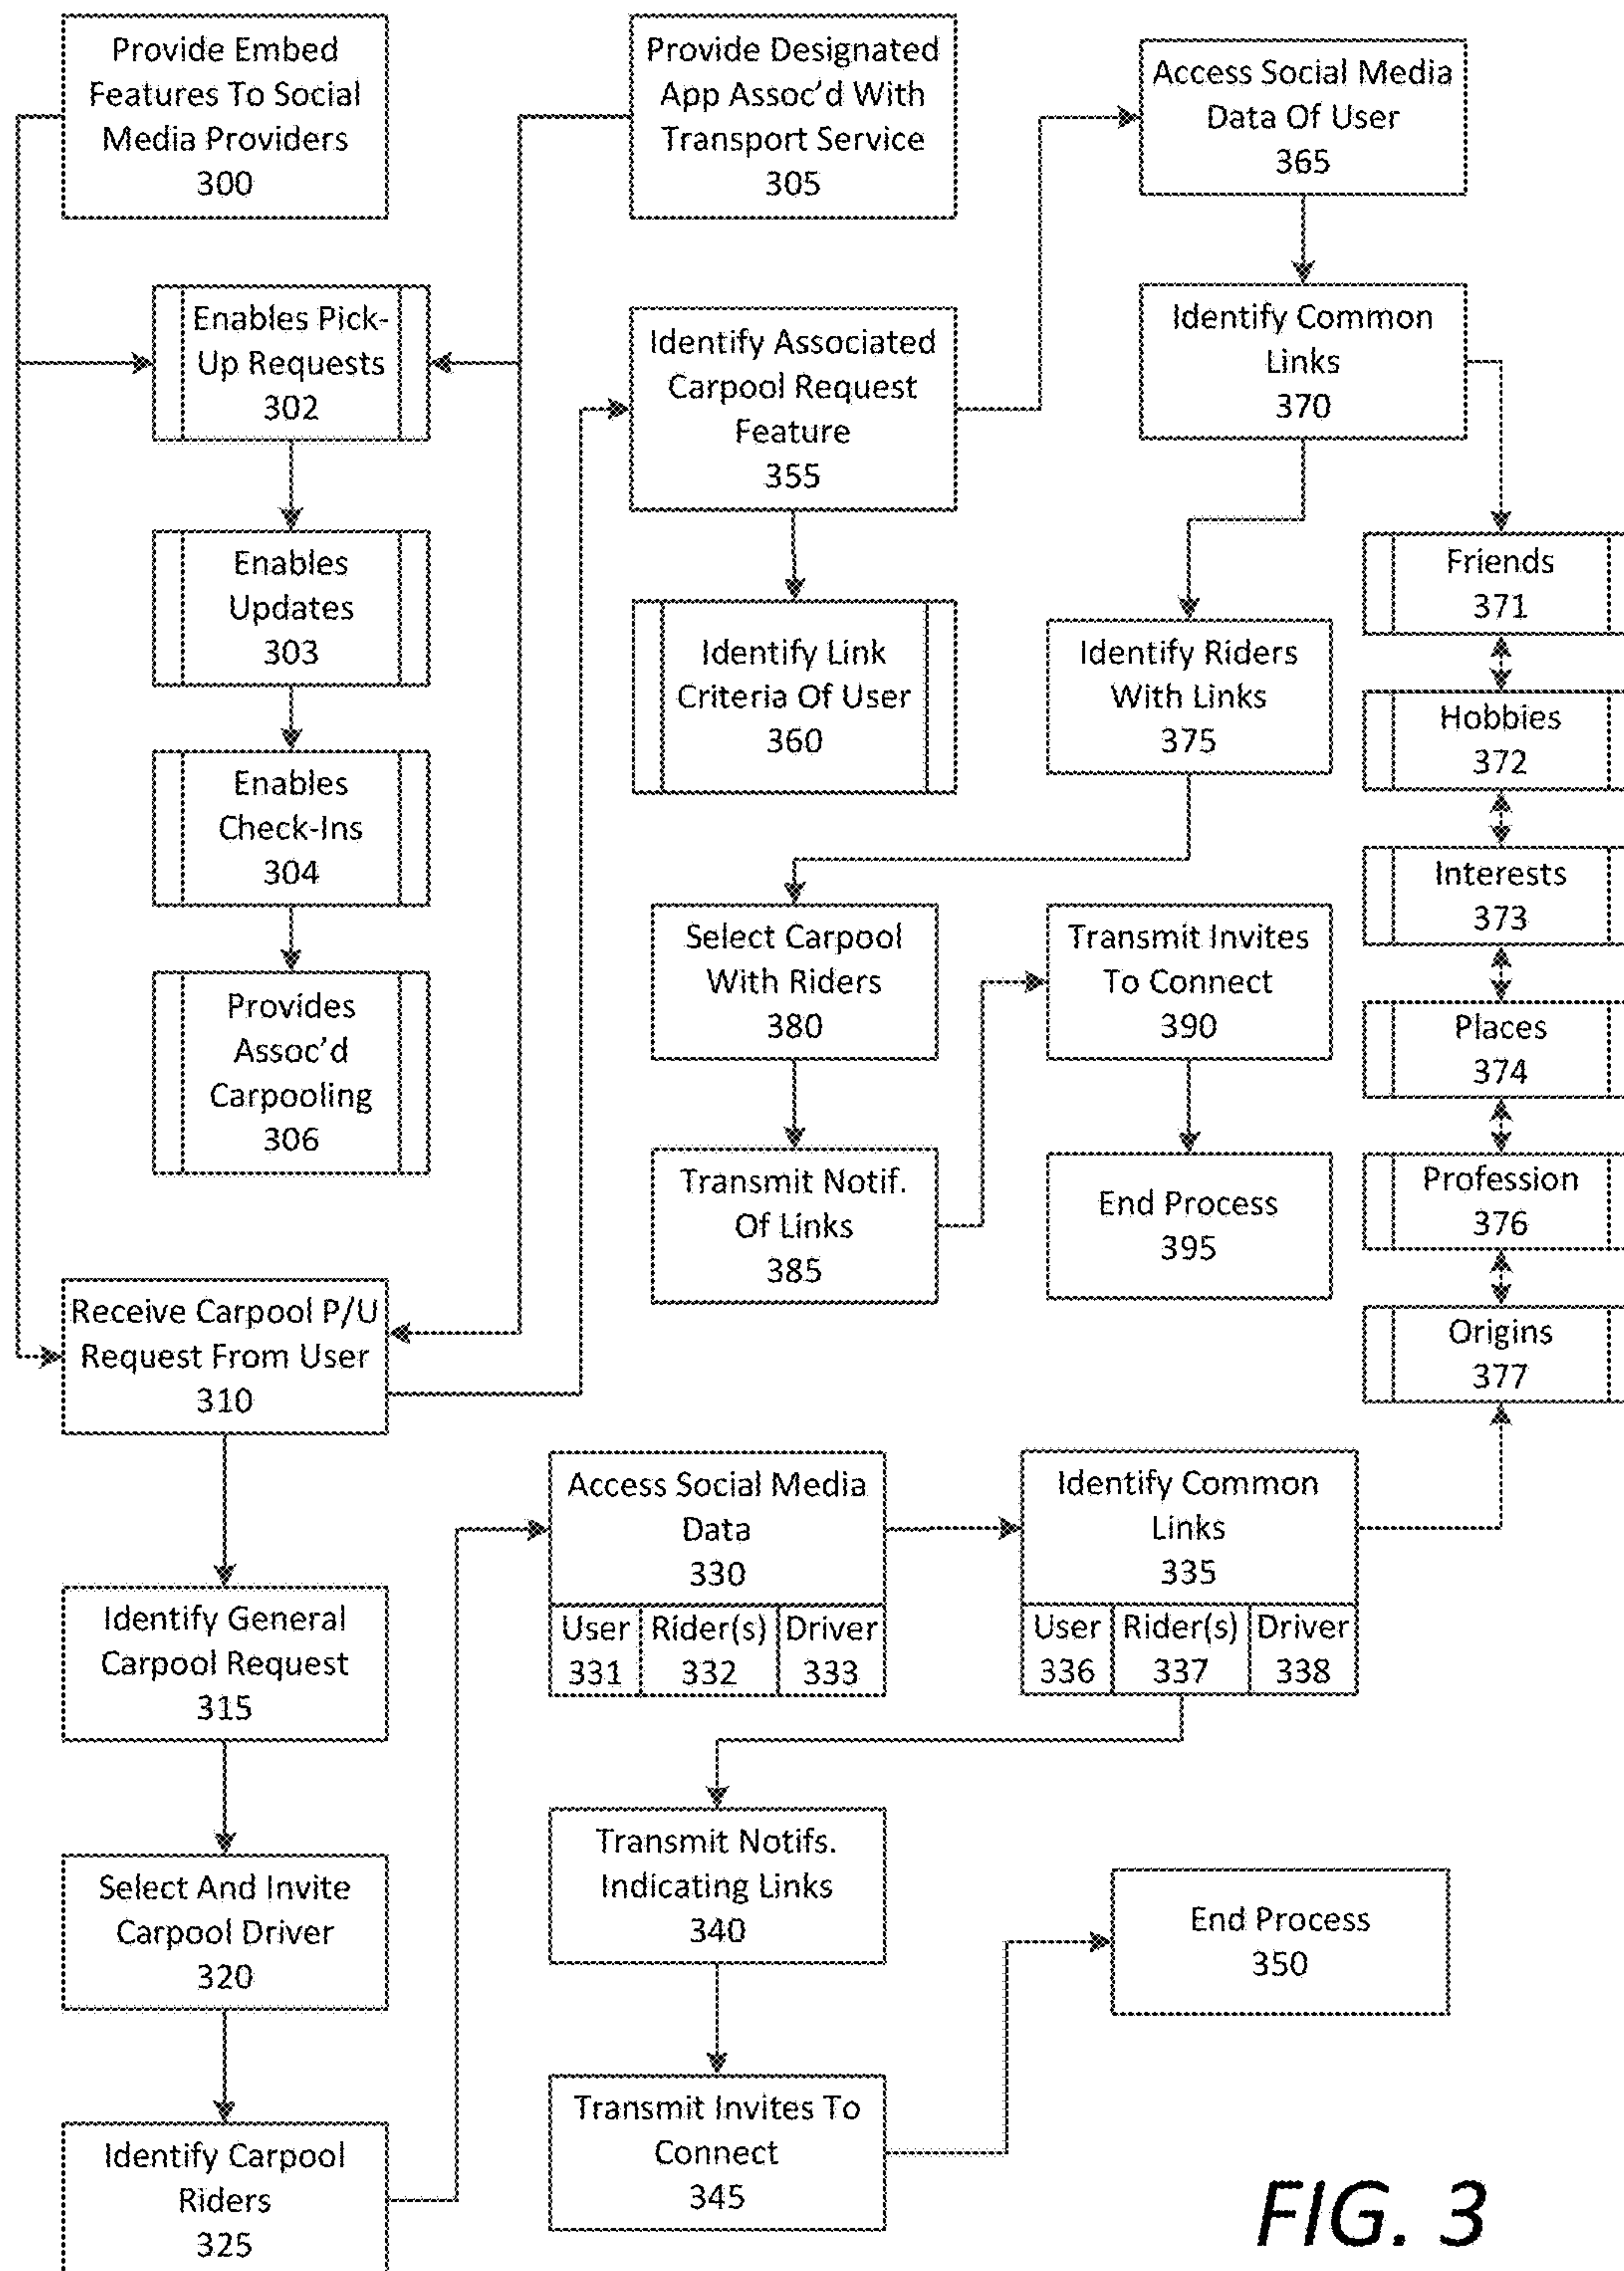 Provide Embed
Features To Social
Media Providers
300
Provide Designated
App Assoc’d With
Transport Service
305
Access Social Media
Data Of User
365
Enables Pick-
Up Requests
302
Identify Associated
Carpool Request
Feature
355
Identify Common
Links
370
Enables
Updates
303
Identify Link
Criteria Of User
360
Identify Riders
With Links
375
Friends
371
Hobbies
372
Enables
Check-Ins
304
Interests
373
Provides
Assoc’d
Carpooling
306
Select Carpool
With Riders
380
Transmit Invites
To Connect
390
Places
374
Transmit Notif.
Of Links
385
End Process
395
Profession
376
Origins
377
Receive Carpool P/U
Request From User
310
Identify General
Carpool Request
315
Select And Invite
Carpool Driver
320
Identify Carpool
Riders
325
Access Social Media
Data
330
User Rider(s) Driver
331 332 333
Identify Common
Links
335
User Rider(s) Driver
336 337 338
Transmit Notifs.
Indicating Links
340
Transmit Invites To
Connect
345
End Process
350
FIG. 3